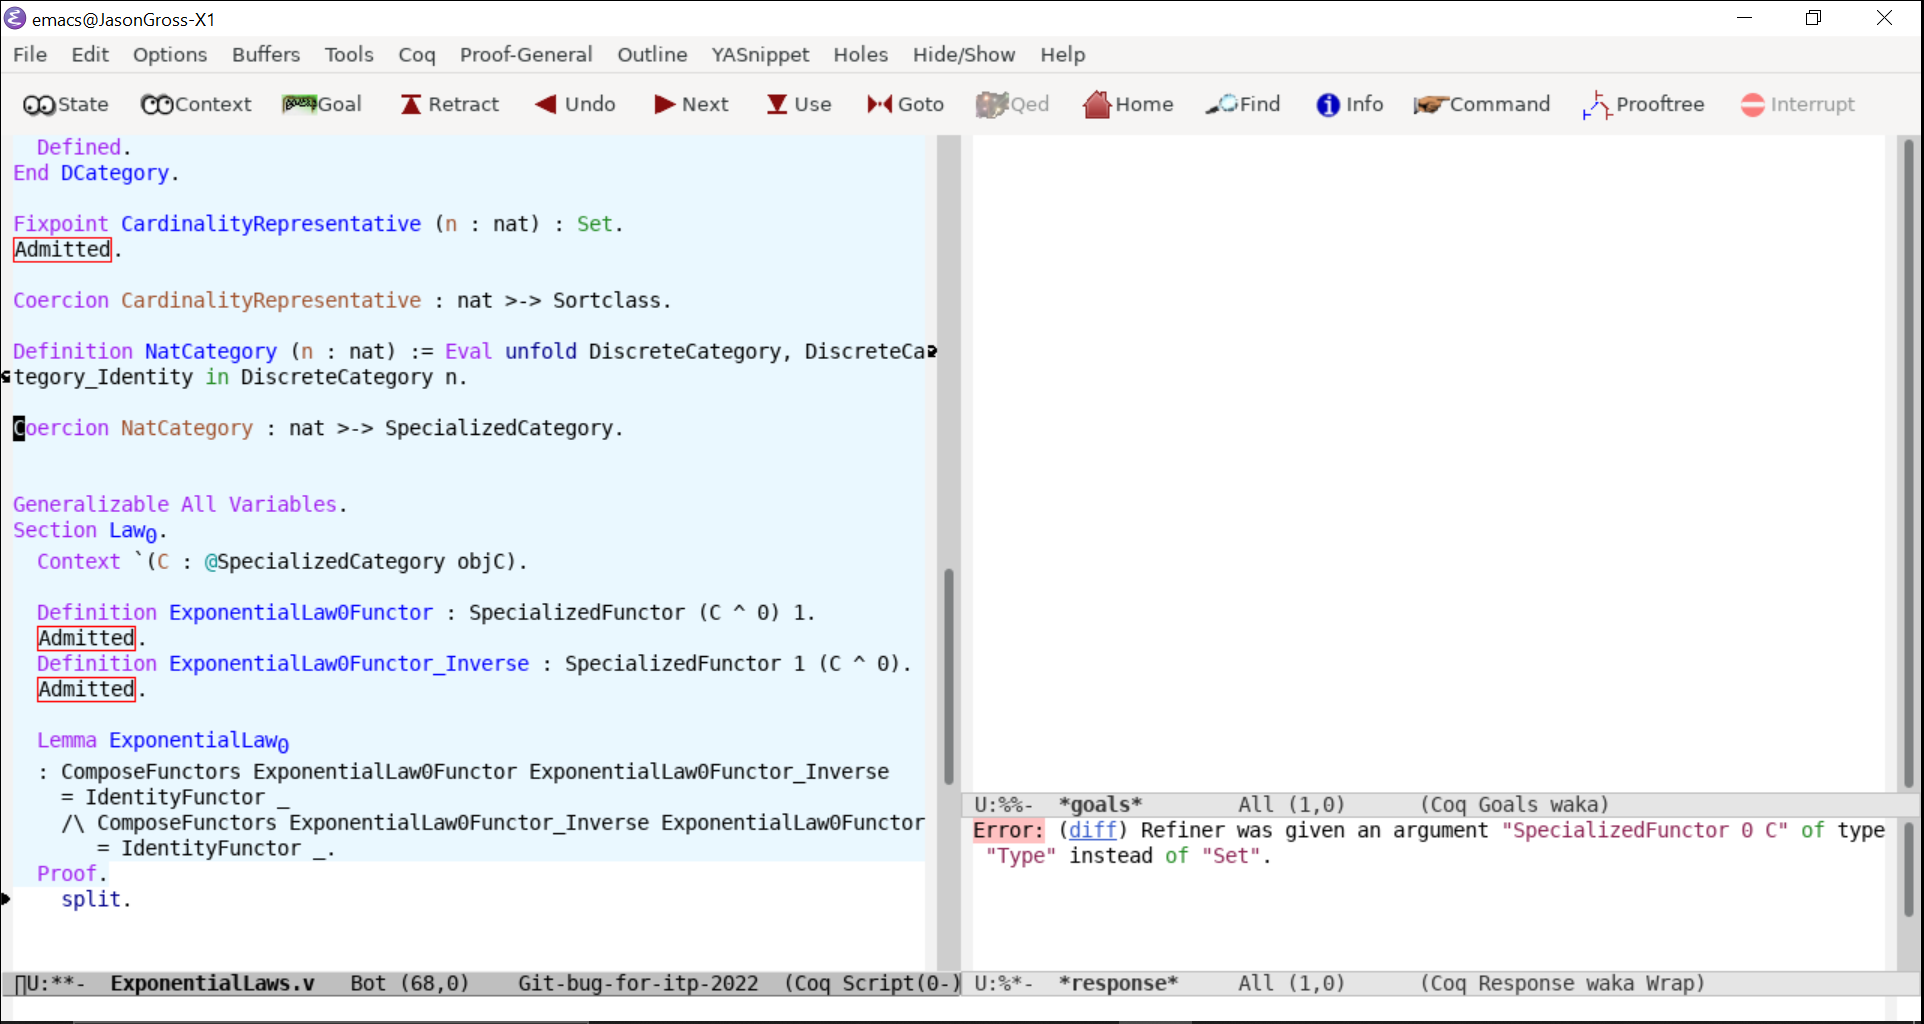 emacs@JasonGross-X1
File Edit Options Buffers Tools Coq Proof-General Outline YASnippet Holes Hide/Show Help
State Context Goal Retract Undo Next Use Goto Qed Home Find Info Command Prooftree Interrupt
Defined.
End DCategory.
Fixpoint CardinalityRepresentative (n : nat) : Set.
Admitted.
Coercion CardinalityRepresentative : nat >-> Sortclass.
Definition NatCategory (n : nat) := Eval unfold DiscreteCategory, DiscreteCa
tegory_Identity in DiscreteCategory n.
Coercion NatCategory : nat >-> SpecializedCategory.
Generalizable All Variables.
Section Law0.
Context `(C : @SpecializedCategory objC).
Definition ExponentialLaw0Functor : SpecializedFunctor (C ^ 0) 1.
Admitted.
Definition ExponentialLaw0Functor_Inverse : SpecializedFunctor 1 (C ^ 0).
Admitted.
Lemma ExponentialLaw0
: ComposeFunctors ExponentialLaw0Functor ExponentialLaw0Functor_Inverse
= IdentityFunctor _
/\ ComposeFunctors ExponentialLaw0Functor_Inverse ExponentialLaw0Functor
= IdentityFunctor _.
Proof.
split.
U:**- ExponentialLaws.v Bot (68,0) Git-bug-for-itp-2022 (Coq Script(0-)
U:%%- *goals* All (1,0) (Coq Goals waka)
Error: (diff) Refiner was given an argument "SpecializedFunctor 0 C" of type
"Type" instead of "Set".
U:%*- *response* All (1,0) (Coq Response waka Wrap)